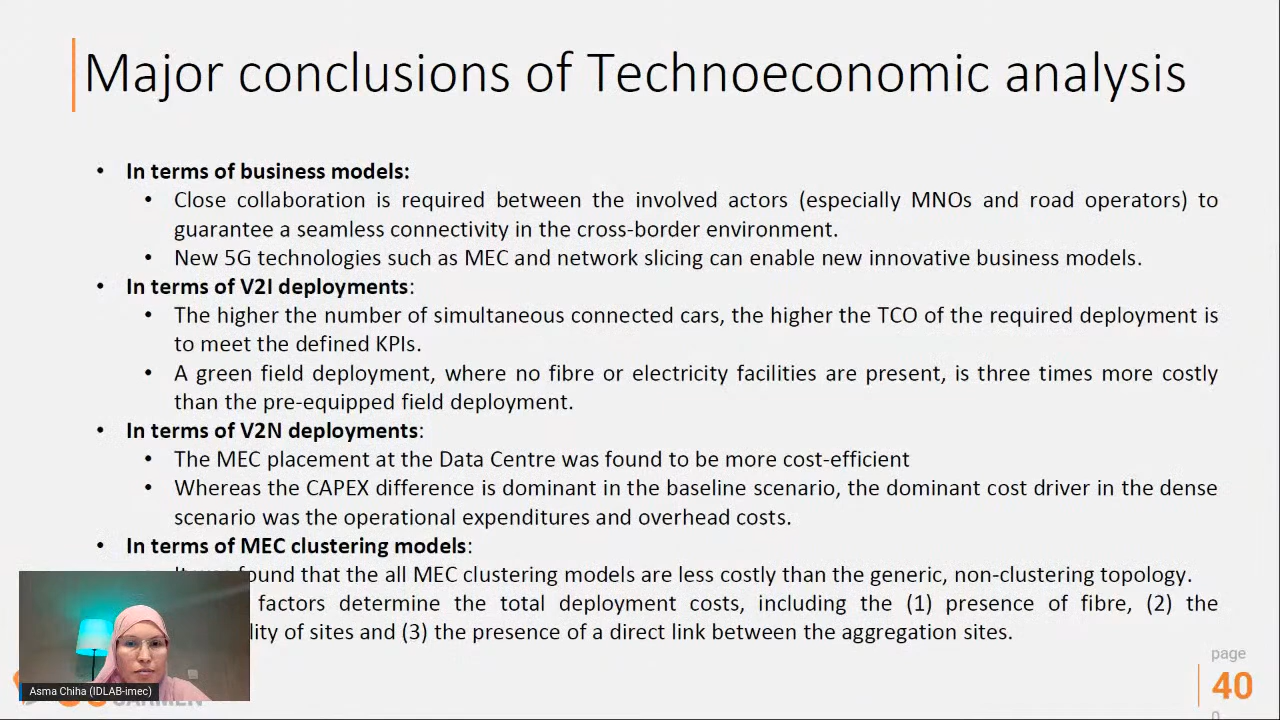 Major conclusions of Technoeconomic analysis
• In terms of business models:
• Close collaboration is required between the involved actors (especially MNOs and road operators) to
guarantee a seamless connectivity in the cross-border environment.
• New 5G technologies such as MEC and network slicing can enable new innovative business models.
• In terms of V2I deployments:
• The higher the number of simultaneous connected cars, the higher the TCO of the required deployment is
to meet the defined KPIs.
• A green field deployment, where no fibre or electricity facilities are present, is three times more costly
than the pre-equipped field deployment.
• In terms of V2N deployments:
• The MEC placement at the Data Centre was found to be more cost-efficient
• Whereas the CAPEX difference is dominant in the baseline scenario, the dominant cost driver in the dense
scenario was the operational expenditures and overhead costs.
• In terms of MEC clustering models:
found that the all MEC clustering models are less costly than the generic, non-clustering topology.
factors determine the total deployment costs, including the (1) presence of fibre, (2) the
of sites and (3) the presence of a direct link between the aggregation sites.
page
40
Asma Chiha (IDLAB-imec)